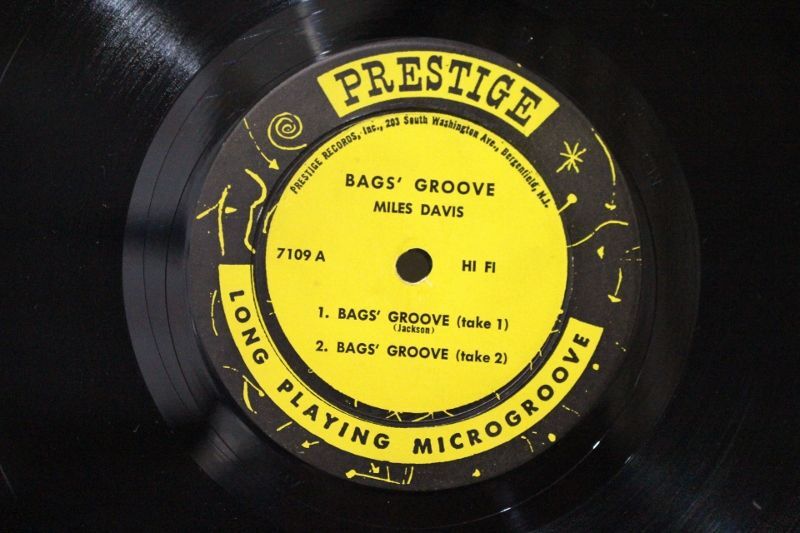 PRESTIGE
PRESTIGE RECORDS, Inc., 203 South Washington Ave., Bergenfield, N.J.
BAGS' GROOVE
MILES DAVIS
7109 A
HI FI
1. BAGS' GROOVE (take 1)
(Jackson)
2. BAGS' GROOVE (take 2)
LONG PLAYING MICROGROOVE